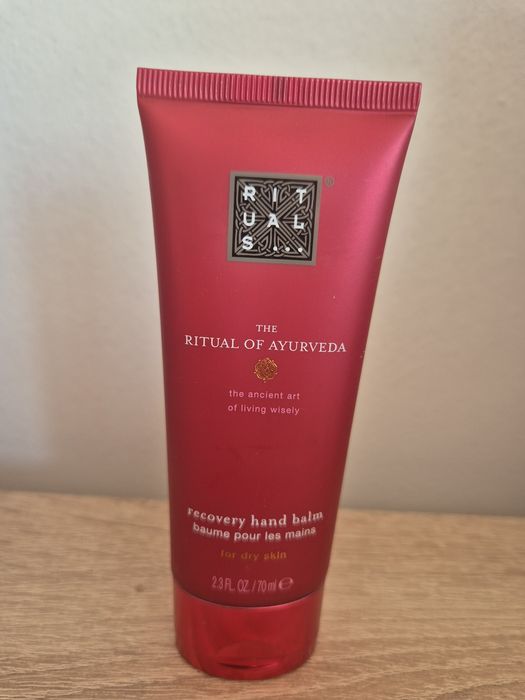 RIT
UAL
S...
®
THE
RITUAL OF AYURVEDA
the ancient art
of living wisely
recovery hand balm
baume pour les mains
for dry skin
2.3 FL. OZ. / 70 ml ℮